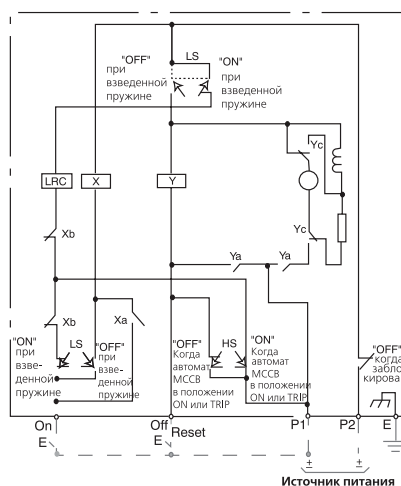 "OFF"
при
взведенной
пружине
LS
"ON"
при
взведенной
пружине
Yc
LRC
X
Y
Xb
Yc
Ya
Ya
Xb
LS
Xa
"ON"
при
взве-
денной
пружине
"OFF"
при
взве-
денной
пружине
"OFF"
Когда
автомат
MCCB
в положении
ON или TRIP
HS
"ON"
Когда
автомат
MCCB
в положении
ON или TRIP
"OFF"
когда
забло
кирова
On
Off
Reset
P1
P2
E
E
E
±
±
Источник питания